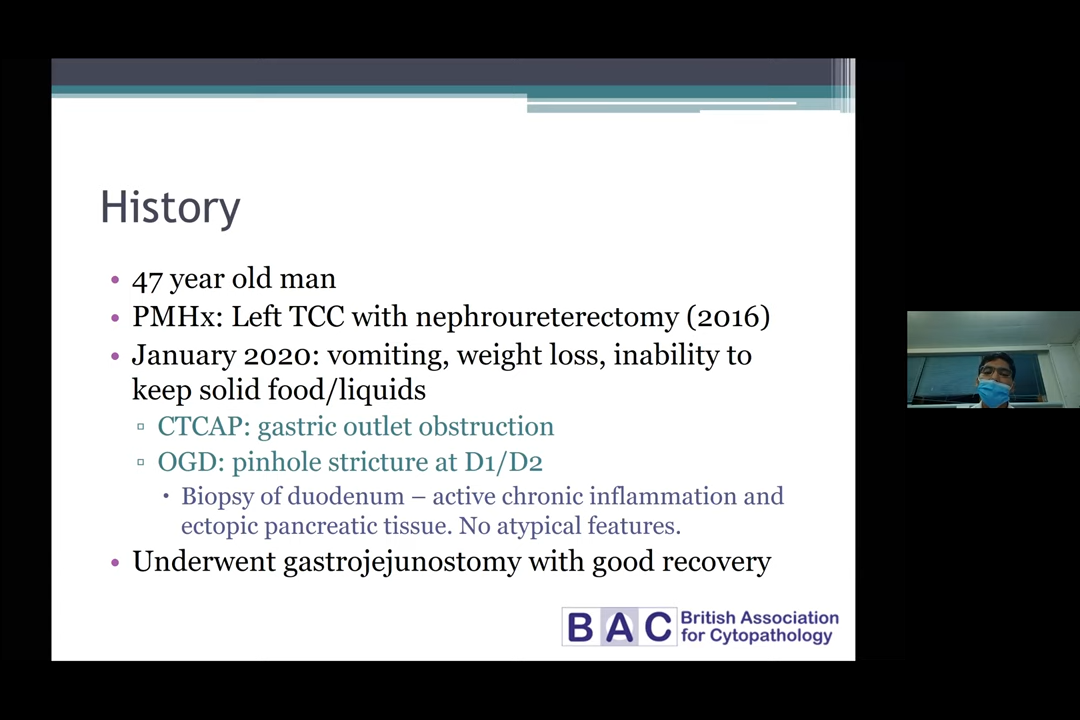 History
• 47 year old man
• PMHx: Left TCC with nephroureterectomy (2016)
• January 2020: vomiting, weight loss, inability to
keep solid food/liquids
▫ CTCAP: gastric outlet obstruction
▫ OGD: pinhole stricture at D1/D2
• Biopsy of duodenum – active chronic inflammation and
ectopic pancreatic tissue. No atypical features.
• Underwent gastrojejunostomy with good recovery
BAC British Association
for Cytopathology